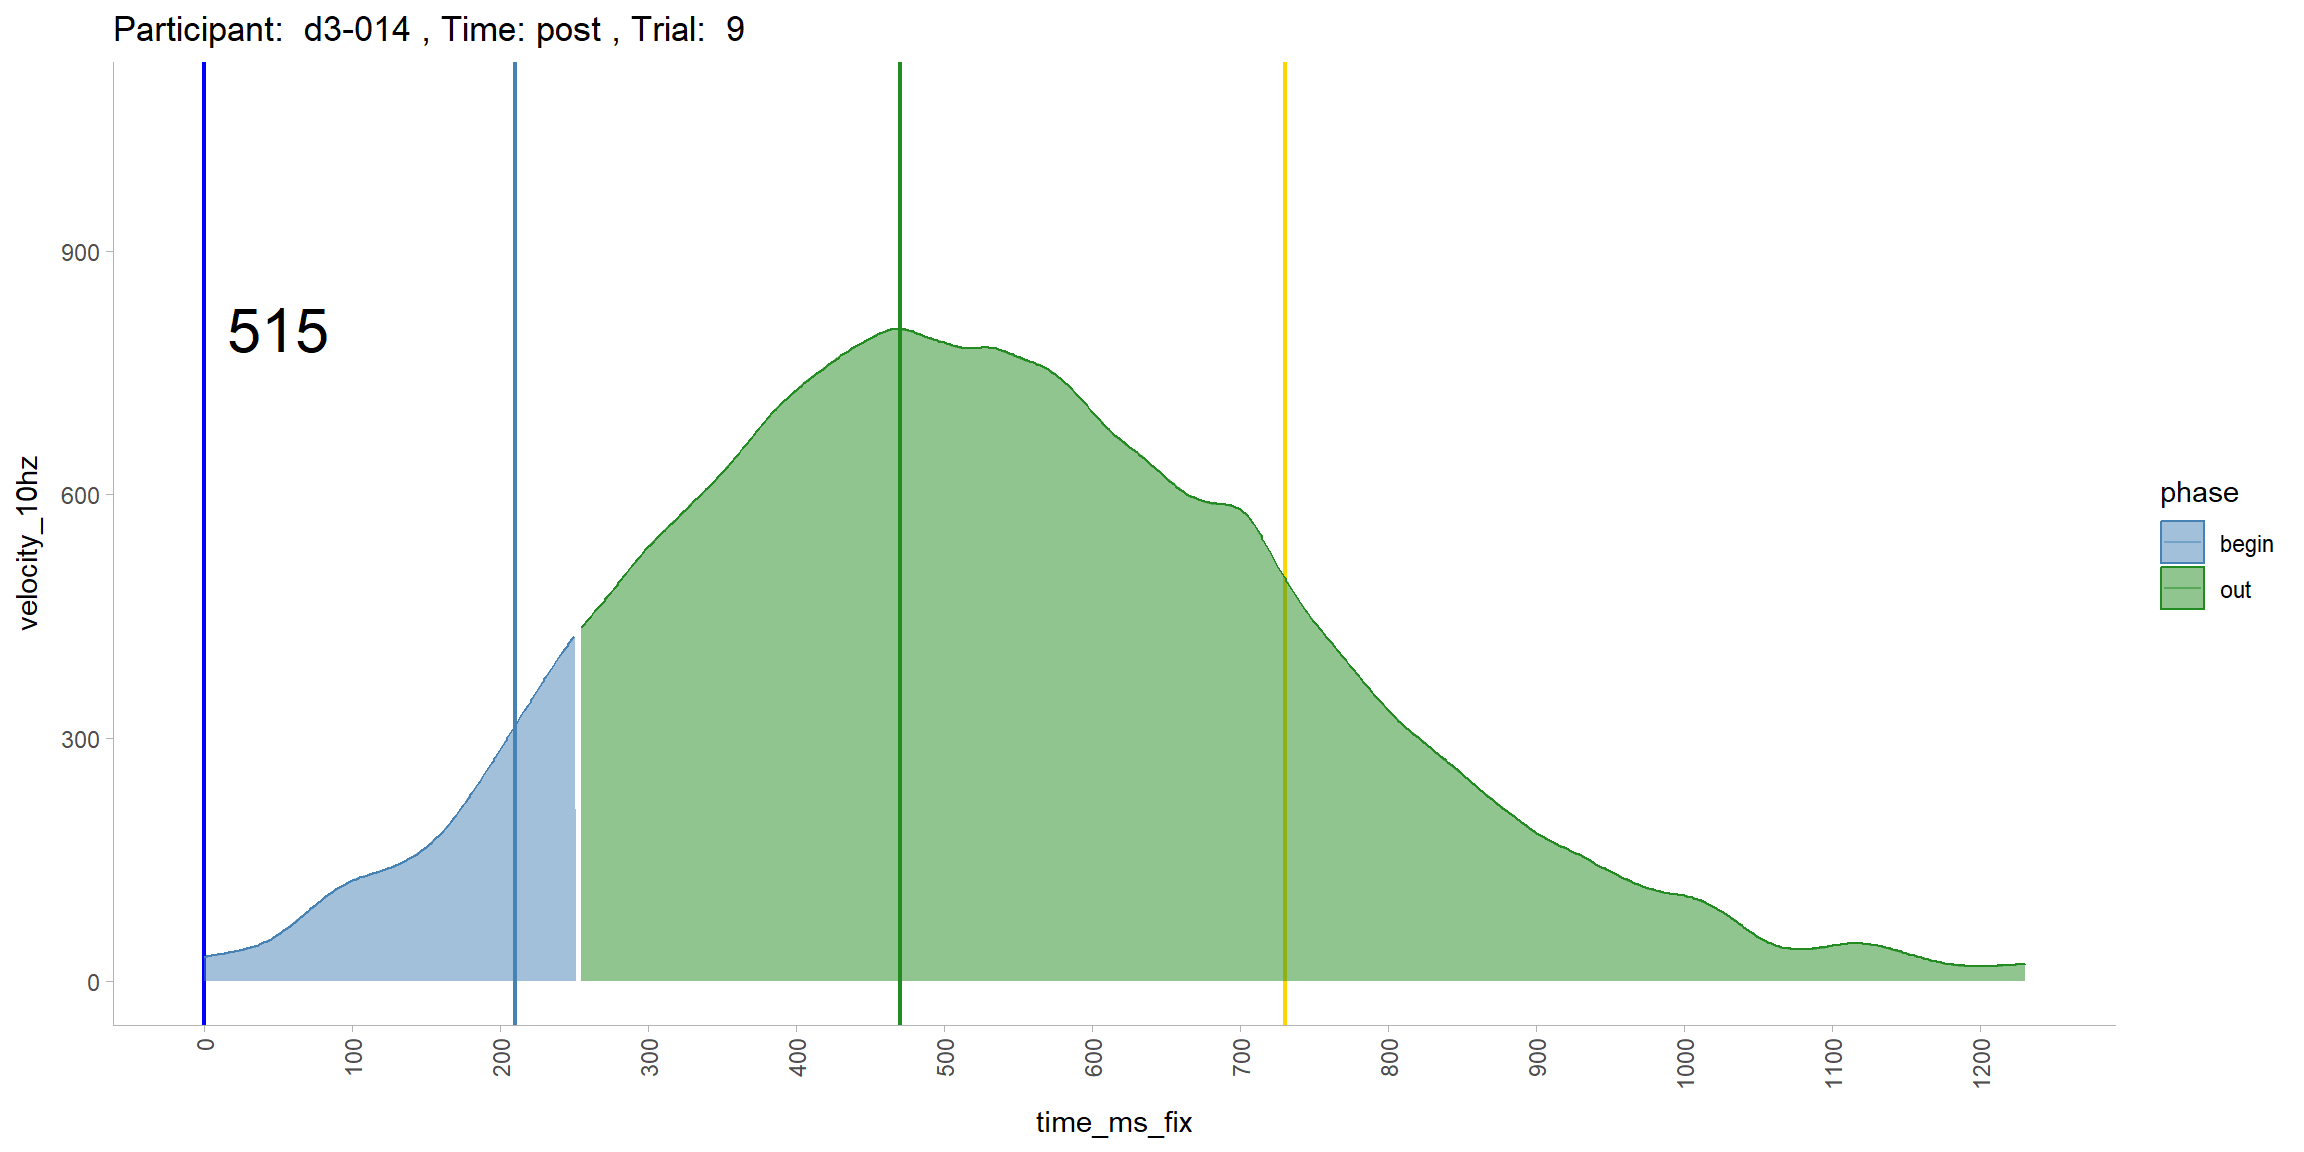 Participant:  d3-014 , Time: post , Trial:  9
velocity_10hz
900
600
300
0
515
0 100 200 300 400 500 600 700 800 900 1000 1100 1200
time_ms_fix
phase
begin
out